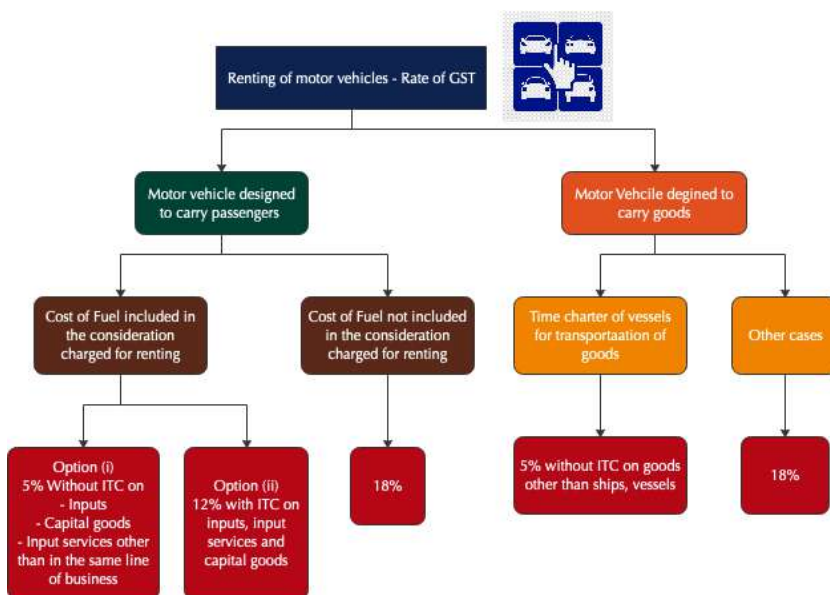 Renting of motor vehicles - Rate of GST
Motor vehicle designed
to carry passengers
Motor Vehcile degined to
carry goods
Cost of Fuel included in
the consideration
charged for renting
Cost of Fuel not included
in the consideration
charged for renting
Time charter of vessels
for transportaation of
goods
Other cases
Option (i)
5% Without ITC on
- Inputs
- Capital goods
- Input services other
than in the same line
of business
Option (ii)
12% with ITC on
inputs, input
services and
capital goods
18%
5% without ITC on goods
other than ships, vessels
18%